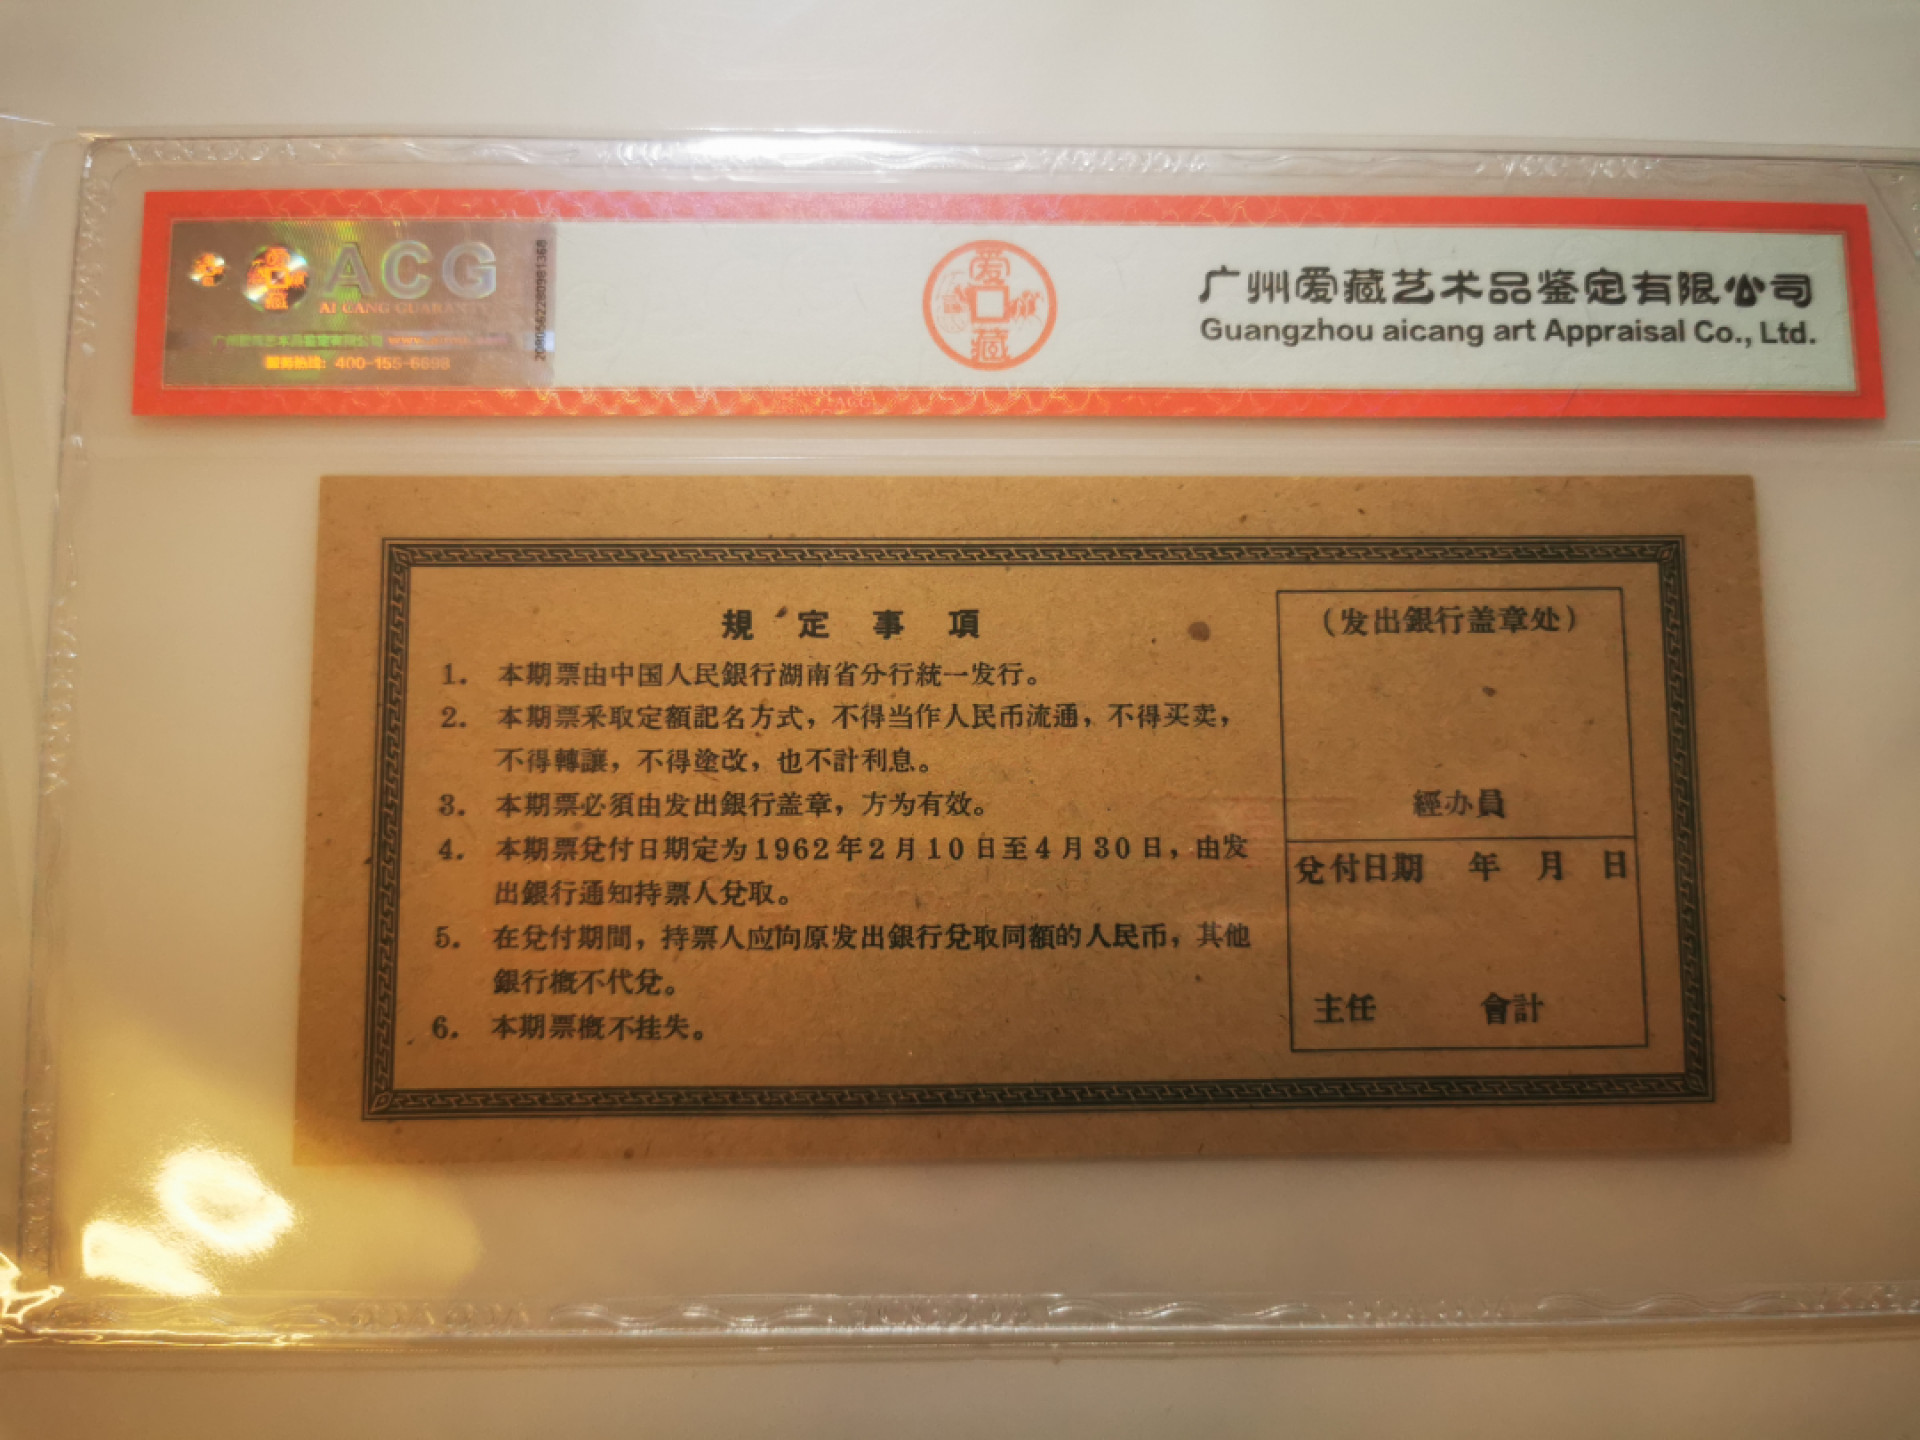 ACG
AI CANG GUARANTY
服务热线: 400-155-6698
爱藏
广州爱藏艺术品鉴定有限公司
Guangzhou aicang art Appraisal Co., Ltd.
規定事項
1. 本期票由中国人民銀行湖南省分行統一发行。
2. 本期票采取定額記名方式，不得当作人民币流通，不得买卖，
不得轉讓，不得塗改，也不計利息。
3. 本期票必須由发出銀行盖章，方为有效。
4. 本期票兌付日期定为1962年2月10日至4月30日，由发
出銀行通知持票人兌取。
5. 在兌付期間，持票人应向原发出銀行兌取同額的人民币，其他
銀行概不代兌。
6. 本期票概不挂失。
(发出銀行盖章处)
經办員
兌付日期 年 月 日
主任 會計